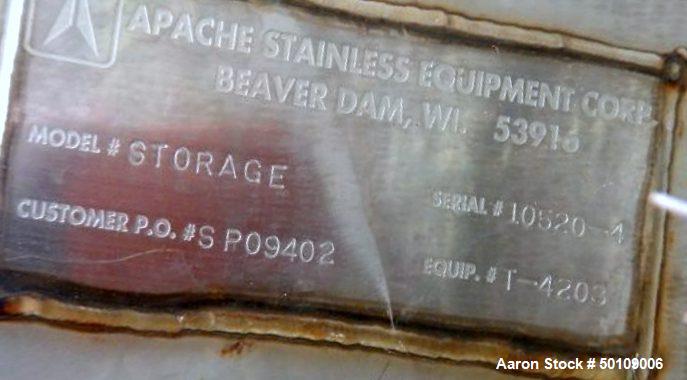 APACHE STAINLESS EQUIPMENT CORP.
BEAVER DAM, WI. 53916
MODEL # STORAGE
SERIAL # 10520-4
CUSTOMER P.O. # S P09402
EQUIP. # T-4203
Aaron Stock # 50109006